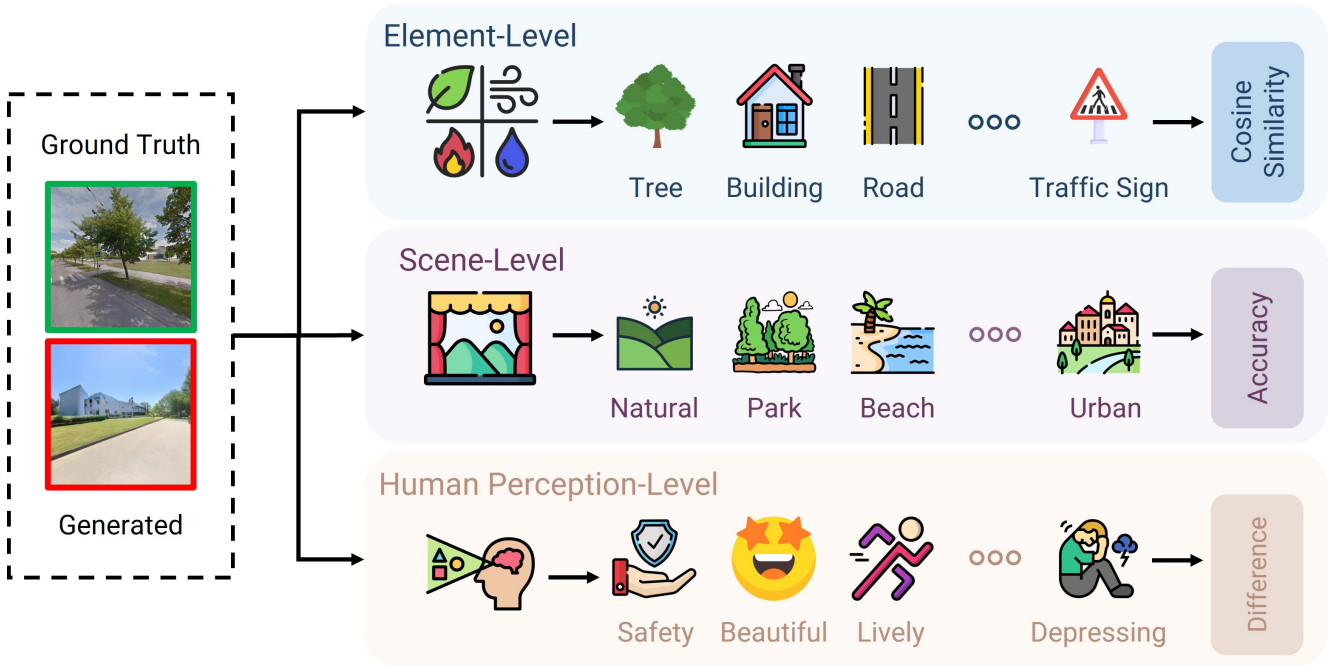 Ground Truth
Generated
Element-Level
Tree
Building
Road
Traffic Sign
Cosine
Similarity
Scene-Level
Natural
Park
Beach
Urban
Accuracy
Human Perception-Level
Safety
Beautiful
Lively
Depressing
Difference